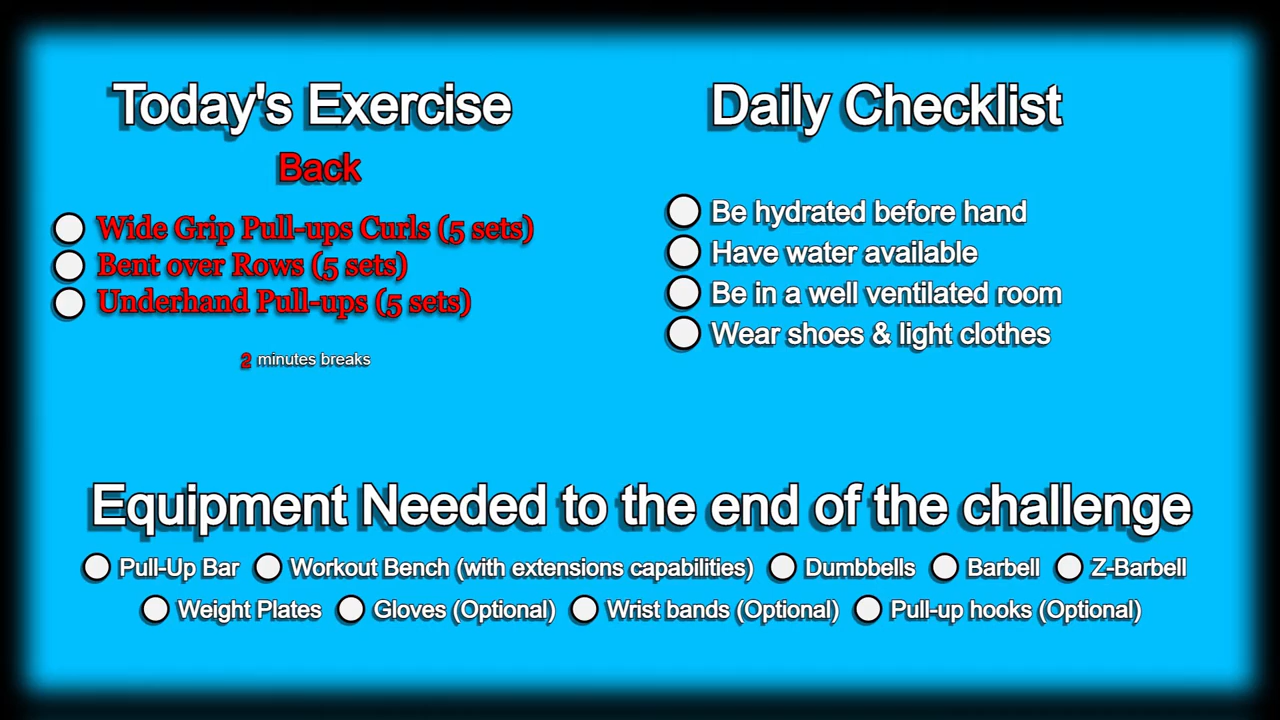 Today's Exercise
Back
Wide Grip Pull-ups Curls (5 sets)
Bent over Rows (5 sets)
Underhand Pull-ups (5 sets)
2 minutes breaks
Daily Checklist
Be hydrated before hand
Have water available
Be in a well ventilated room
Wear shoes & light clothes
Equipment Needed to the end of the challenge
Pull-Up Bar Workout Bench (with extensions capabilities) Dumbbells Barbell Z-Barbell
Weight Plates Gloves (Optional) Wrist bands (Optional) Pull-up hooks (Optional)